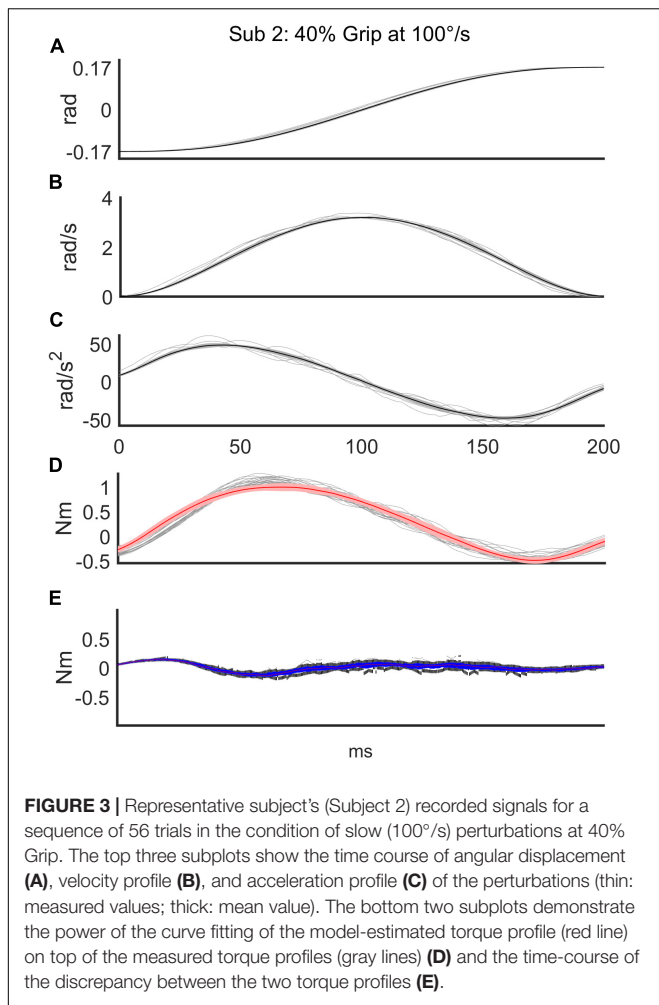 Sub 2: 40% Grip at 100°/s
A
0.17
0
-0.17
rad
B
4
2
0
rad/s
C
50
0
-50
rad/s²
0 50 100 150 200
D
1
0.5
0
-0.5
Nm
E
0.5
0
-0.5
Nm
ms
FIGURE 3 | Representative subject's (Subject 2) recorded signals for a
sequence of 56 trials in the condition of slow (100°/s) perturbations at 40%
Grip. The top three subplots show the time course of angular displacement
(A), velocity profile (B), and acceleration profile (C) of the perturbations (thin:
measured values; thick: mean value). The bottom two subplots demonstrate
the power of the curve fitting of the model-estimated torque profile (red line)
on top of the measured torque profiles (gray lines) (D) and the time-course of
the discrepancy between the two torque profiles (E).